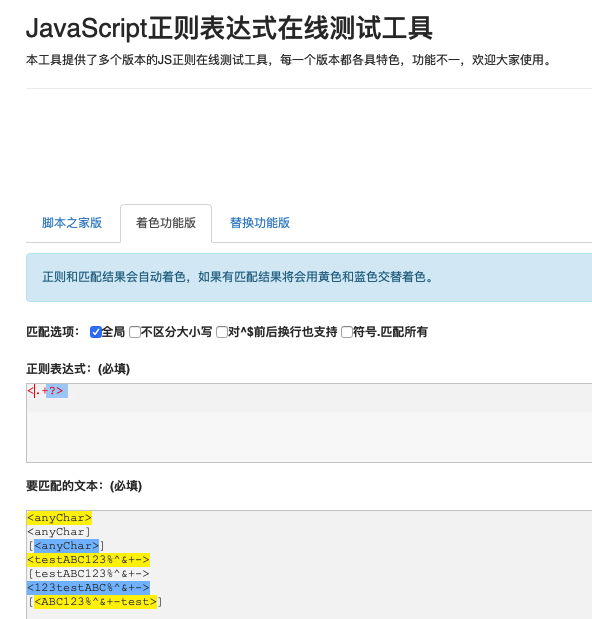 JavaScript正则表达式在线测试工具
本工具提供了多个版本的JS正则在线测试工具，每一个版本都各具特色，功能不一，欢迎大家使用。
脚本之家版 着色功能版 替换功能版
正则和匹配结果会自动着色，如果有匹配结果将会用黄色和蓝色交替着色。
匹配选项： 全局 不区分大小写 对^$前后换行也支持 符号.匹配所有
正则表达式：(必填)
<.+?>
要匹配的文本：(必填)
<anyChar>
<anyChar]
[<anyChar>]
<testABC123%^&+->
[testABC123%^&+->
<123testABC%^&+->
[<ABC123%^&+-test>]